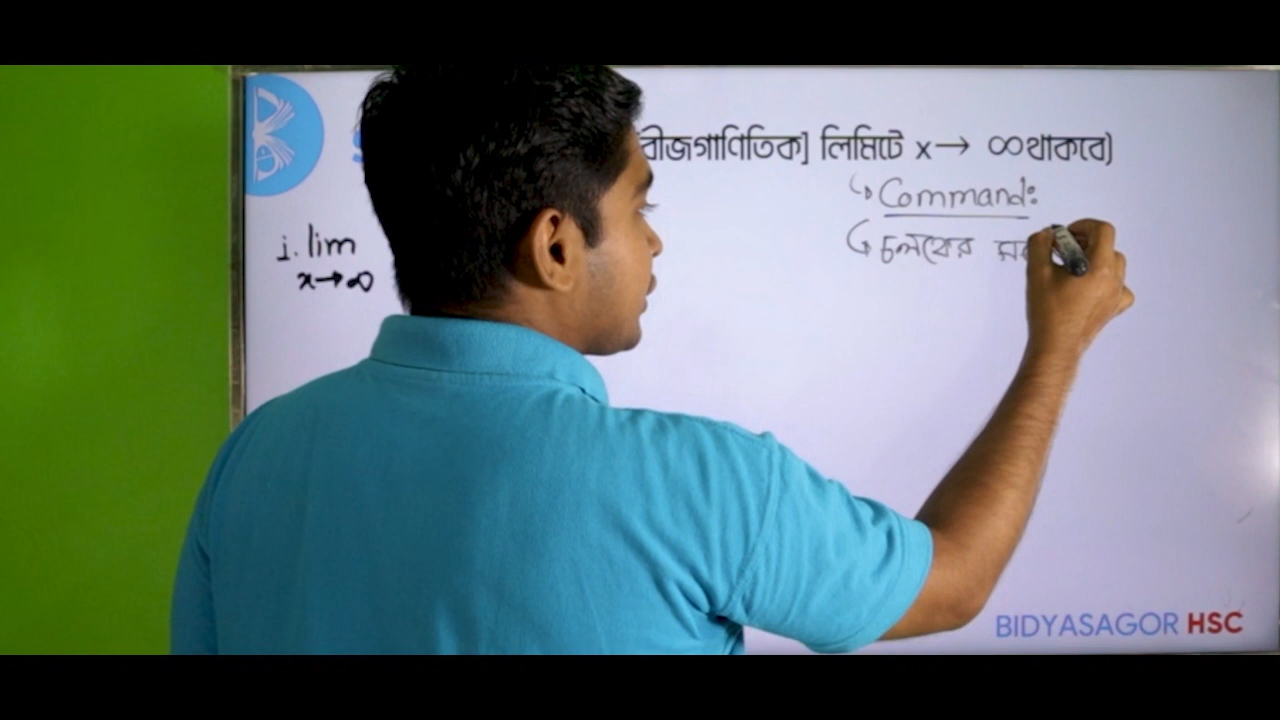 বীজগাণিতিক] লিমিটে x→ ∞থাকবে)
↳ Command:
i. lim
x→∞
↳ চলকের
BIDYASAGOR HSC